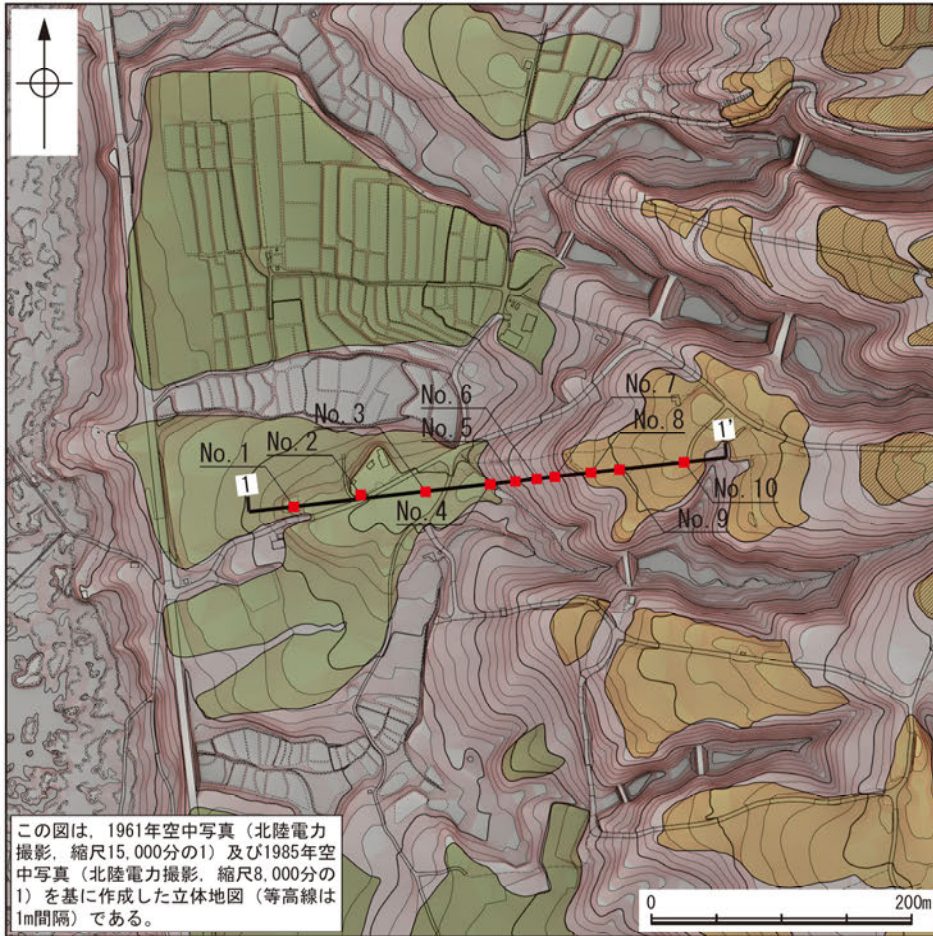 No. 7
No. 6
No. 3
No. 5
No. 8
1'
No. 2
No. 1
1
No. 10
No. 4
No. 9
この図は，1961年空中写真（北陸電力
撮影，縮尺15,000分の1）及び1985年空
中写真（北陸電力撮影，縮尺8,000分の
1）を基に作成した立体地図（等高線は
1m間隔）である。
0 200m